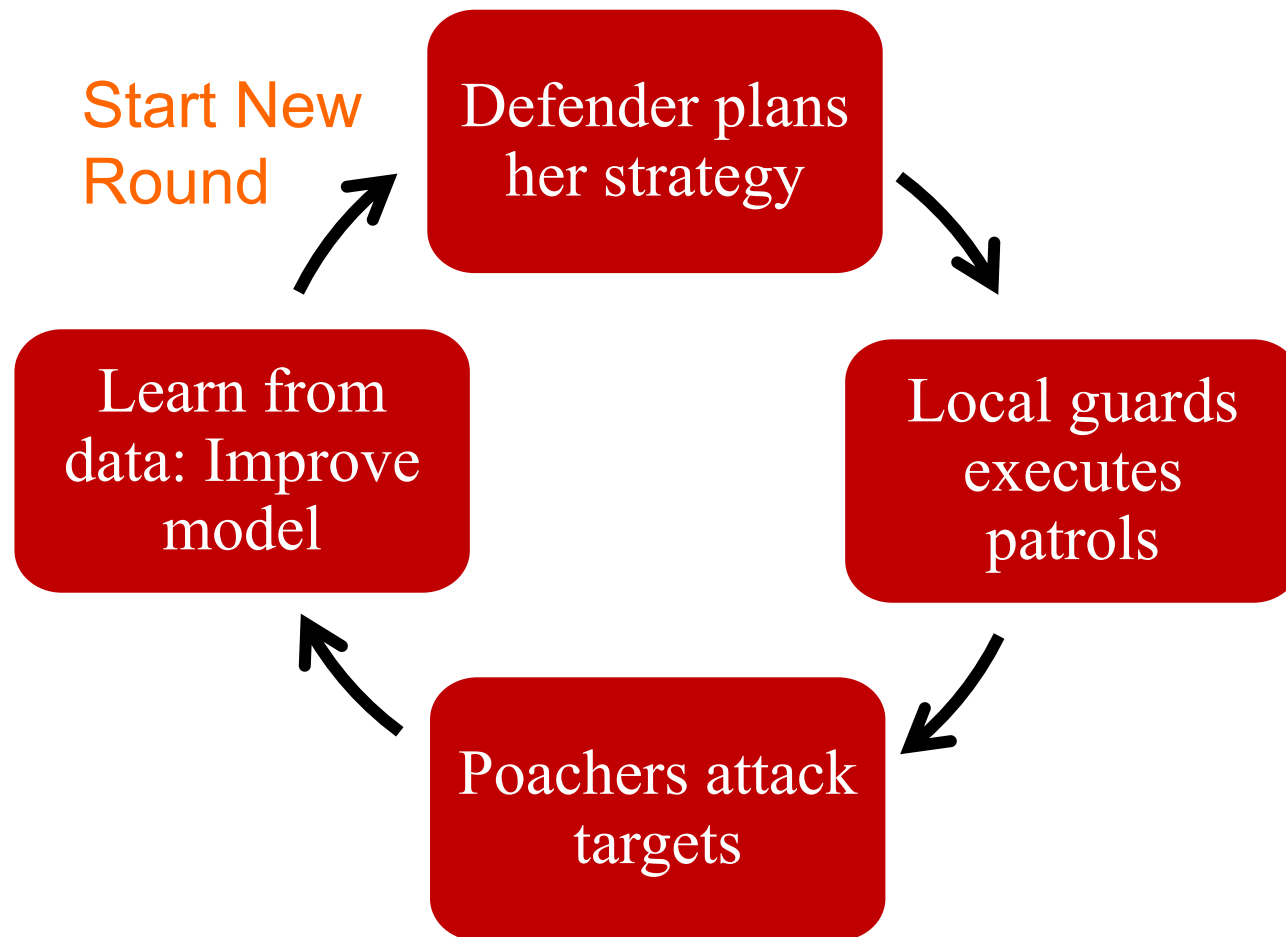 Start New
Round
Defender plans
her strategy
Local guards
executes
patrols
Poachers attack
targets
Learn from
data: Improve
model